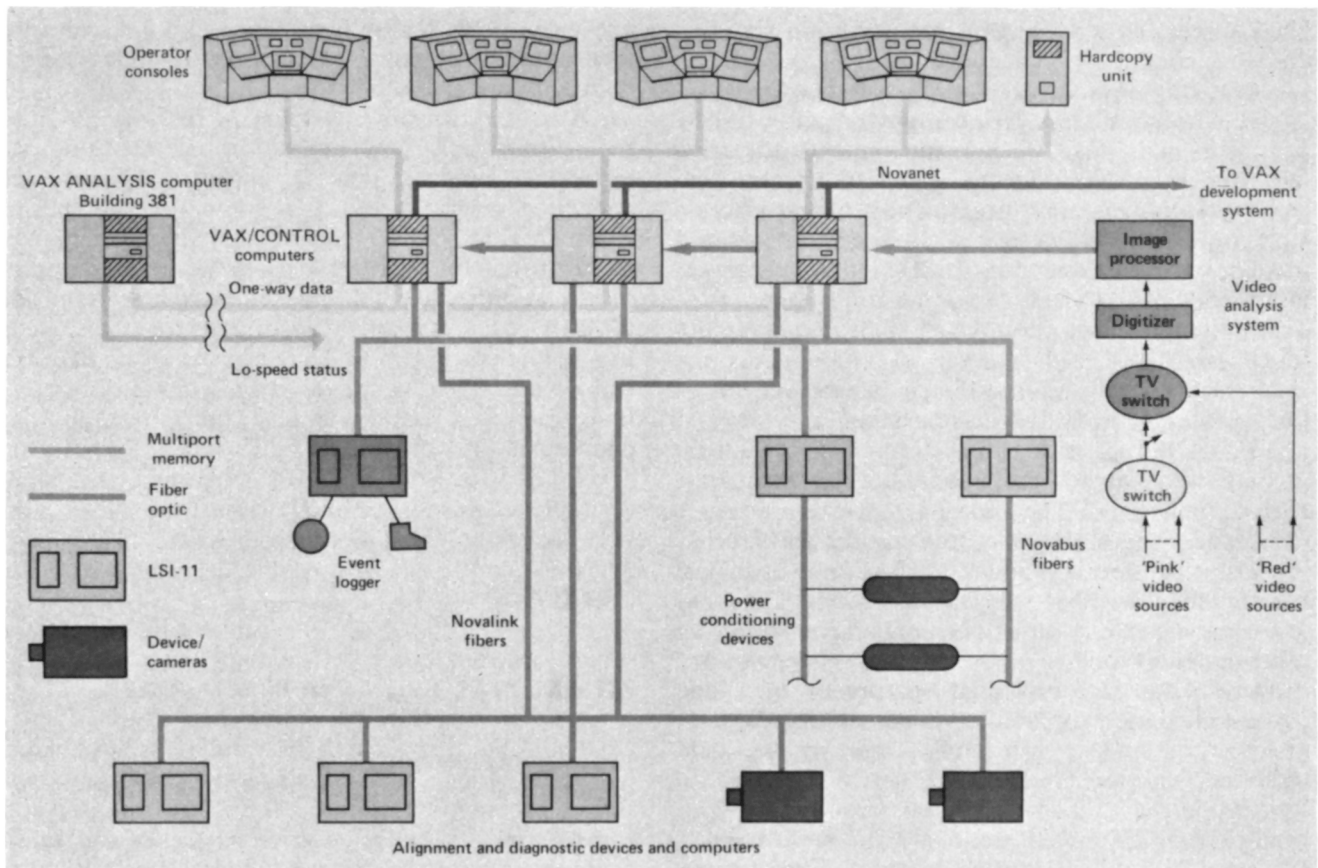 Operator
consoles
Hardcopy
unit
Novanet
To VAX
development
system
VAX ANALYSIS computer
Building 381
VAX/CONTROL
computers
Image
processor
One-way data
Video
analysis
system
Digitizer
Lo-speed status
TV
switch
Multiport
memory
TV
switch
Fiber
optic
LSI-11
Event
logger
Novabus
fibers
'Pink'
video
sources
'Red'
video
sources
Power
conditioning
devices
Novalink
fibers
Device/
cameras
Alignment and diagnostic devices and computers